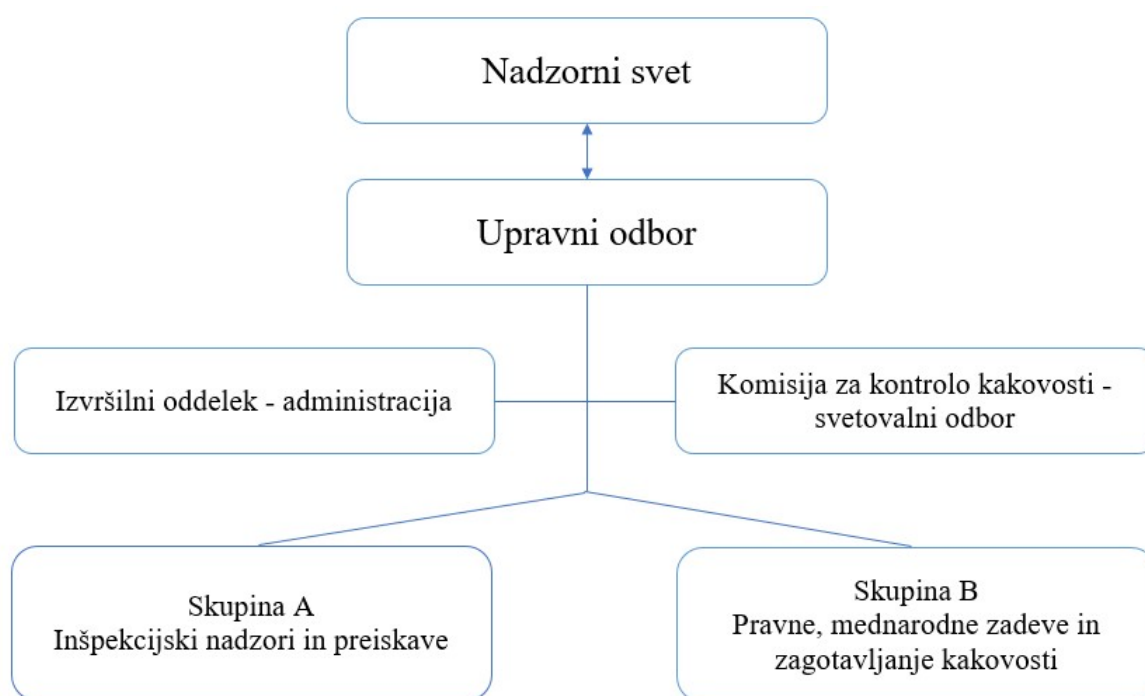 Nadzorni svet
Upravni odbor
Izvršilni oddelek - administracija
Komisija za kontrolo kakovosti -
svetovalni odbor
Skupina A
Inšpekcijski nadzori in preiskave
Skupina B
Pravne, mednarodne zadeve in
zagotavljanje kakovosti